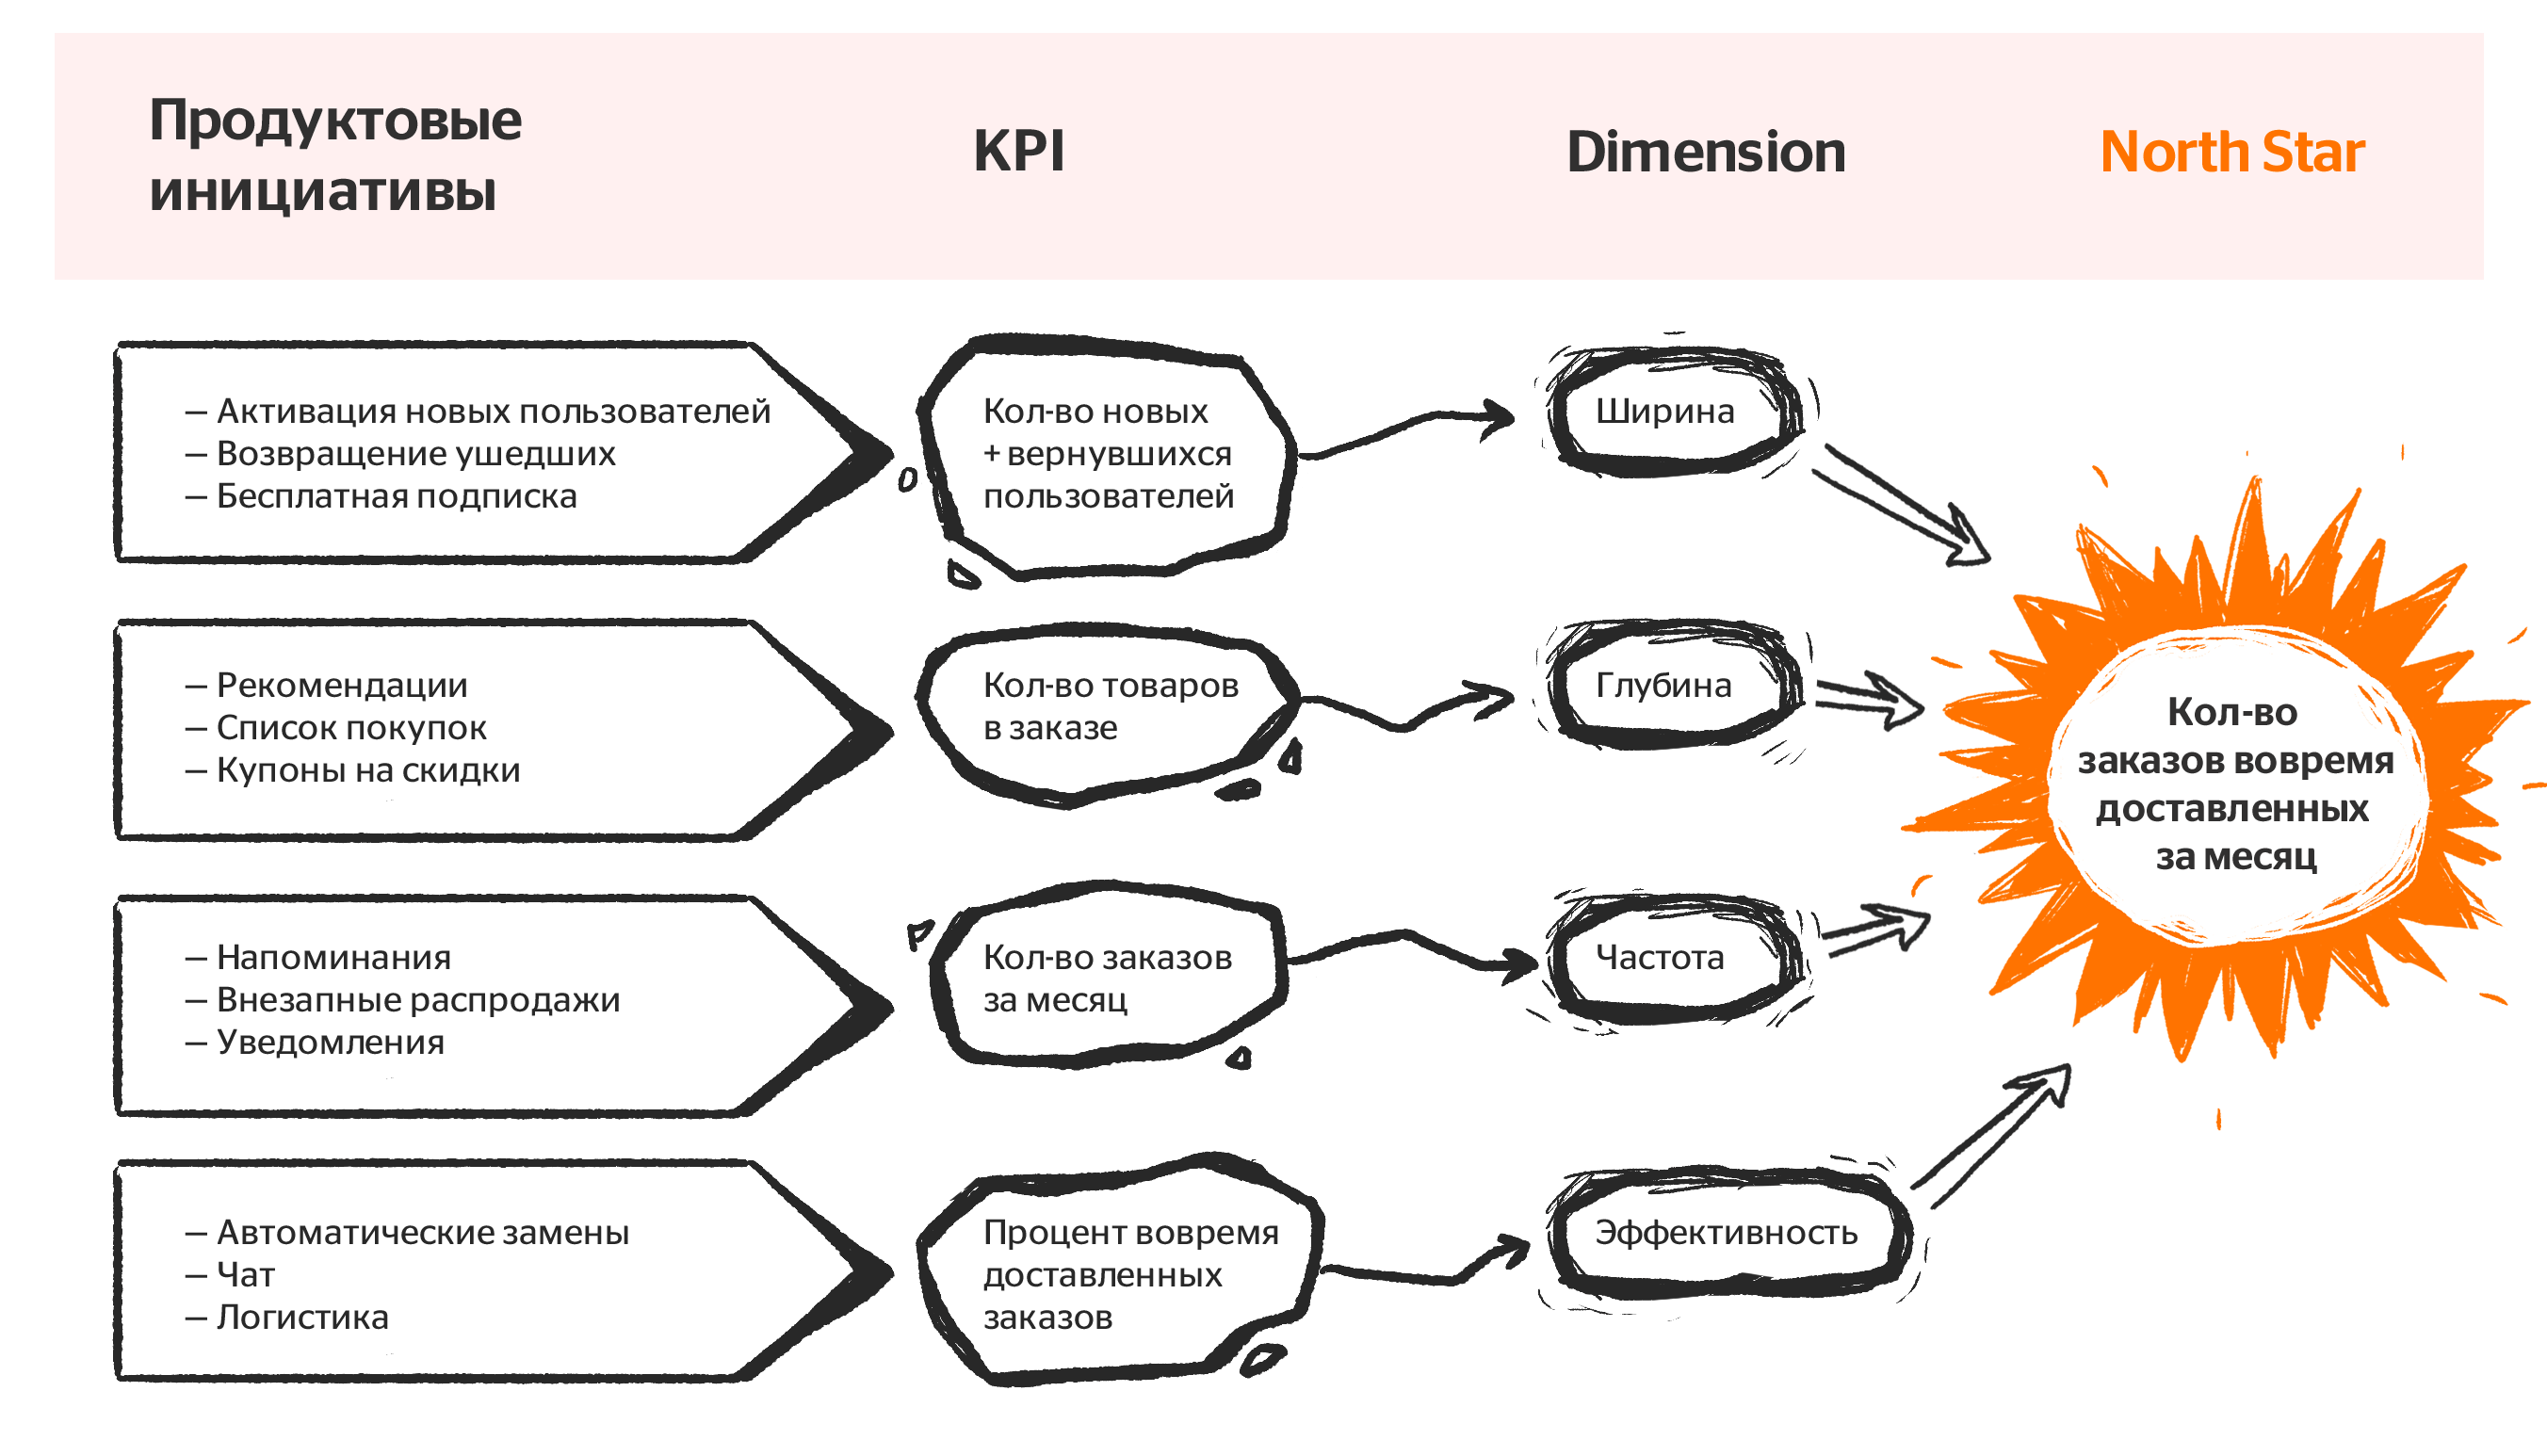 Продуктовые
инициативы
KPI
Dimension
North Star
— Активация новых пользователей
— Возвращение ушедших
— Бесплатная подписка
Кол-во новых
+ вернувшихся
пользователей
Ширина
— Рекомендации
— Список покупок
— Купоны на скидки
Кол-во товаров
в заказе
Глубина
— Напоминания
— Внезапные распродажи
— Уведомления
Кол-во заказов
за месяц
Частота
— Автоматические замены
— Чат
— Логистика
Процент вовремя
доставленных
заказов
Эффективность
Кол-во
заказов вовремя
доставленных
за месяц